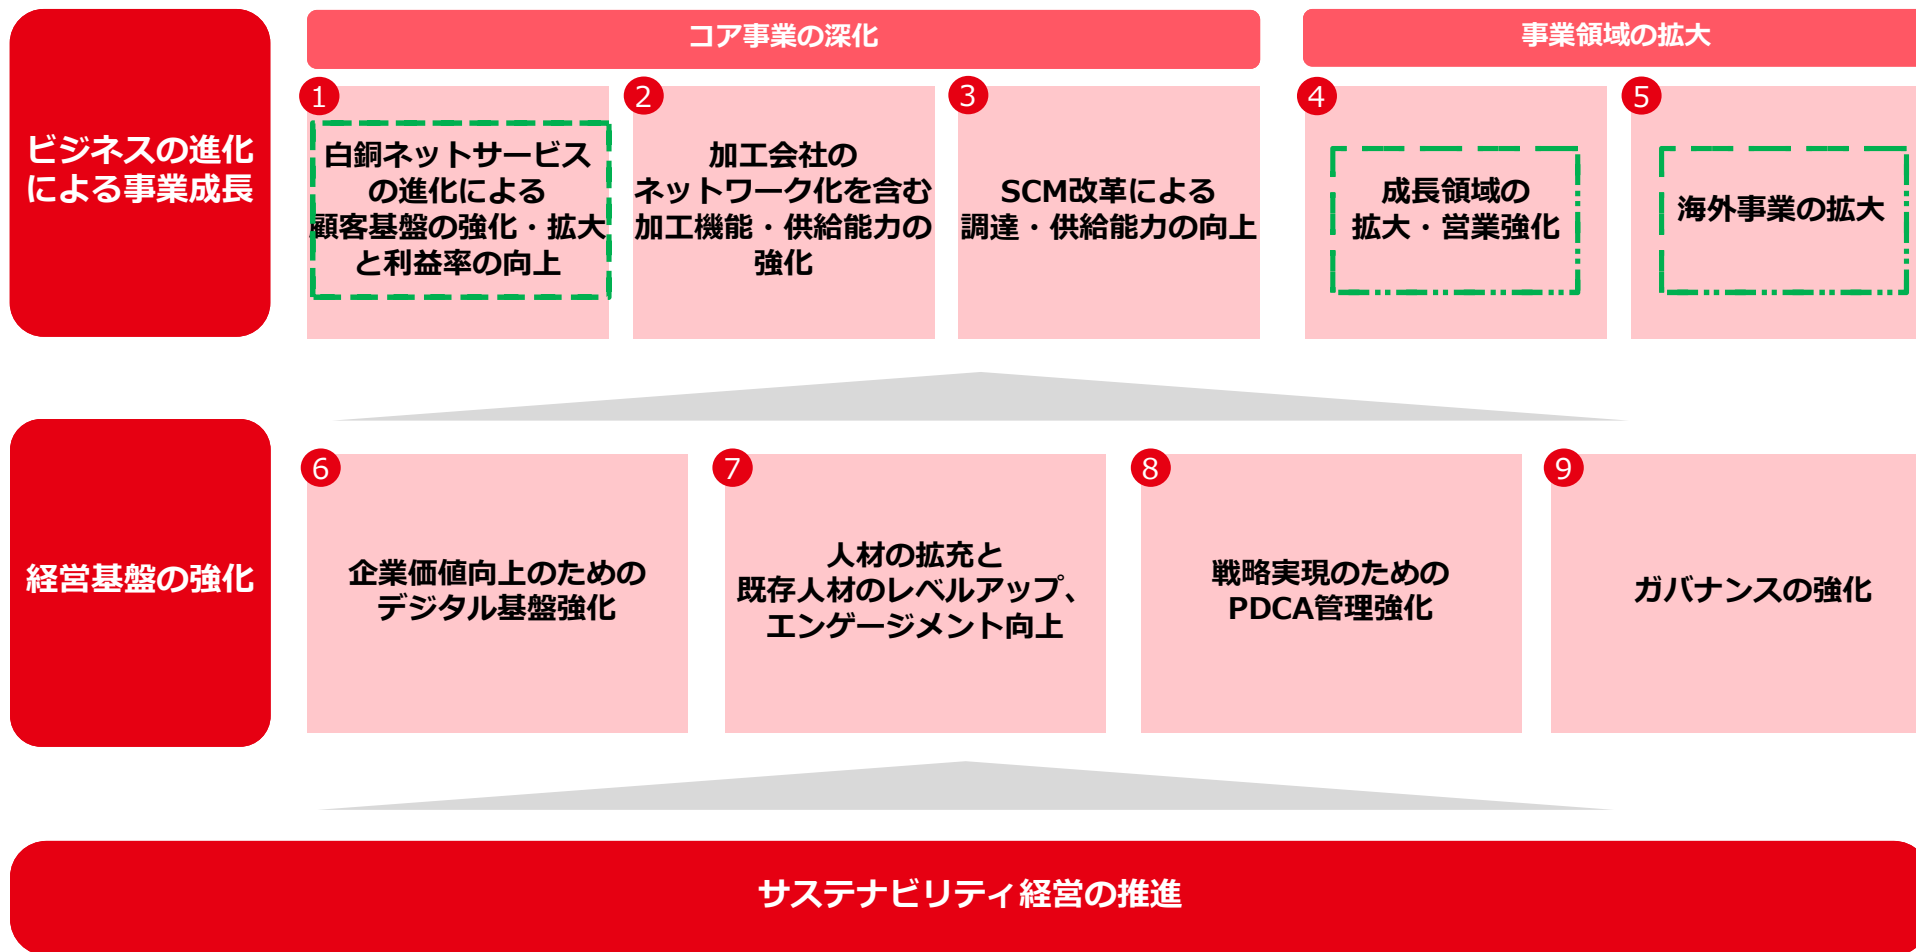 ビジネスの進化
による事業成長
コア事業の深化
事業領域の拡大
1
白銅ネットサービス
の進化による
顧客基盤の強化・拡大
と利益率の向上
2
加工会社の
ネットワーク化を含む
加工機能・供給能力の
強化
3
SCM改革による
調達・供給能力の向上
4
成長領域の
拡大・営業強化
5
海外事業の拡大
経営基盤の強化
6
企業価値向上のための
デジタル基盤強化
7
人材の拡充と
既存人材のレベルアップ、
エンゲージメント向上
8
戦略実現のための
PDCA管理強化
9
ガバナンスの強化
サステナビリティ経営の推進